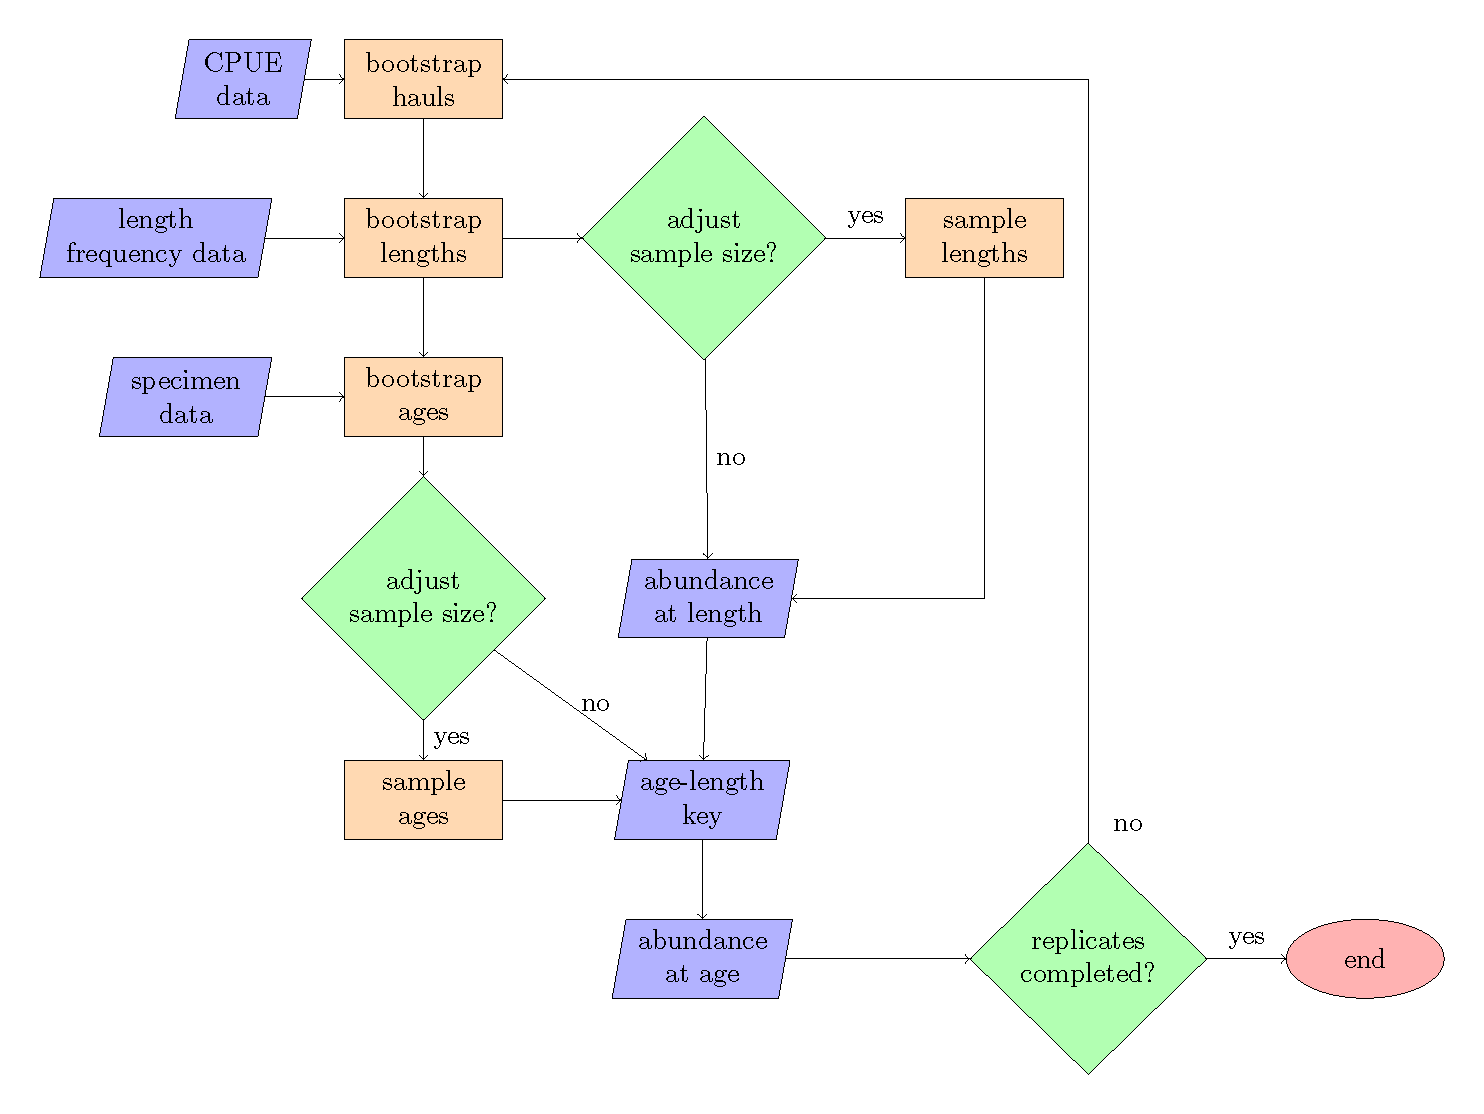 CPUE
data
bootstrap
hauls
length
frequency data
bootstrap
lengths
adjust
sample size?
yes
sample
lengths
specimen
data
bootstrap
ages
no
adjust
sample size?
abundance
at length
no
yes
sample
ages
age-length
key
no
abundance
at age
replicates
completed?
yes
end